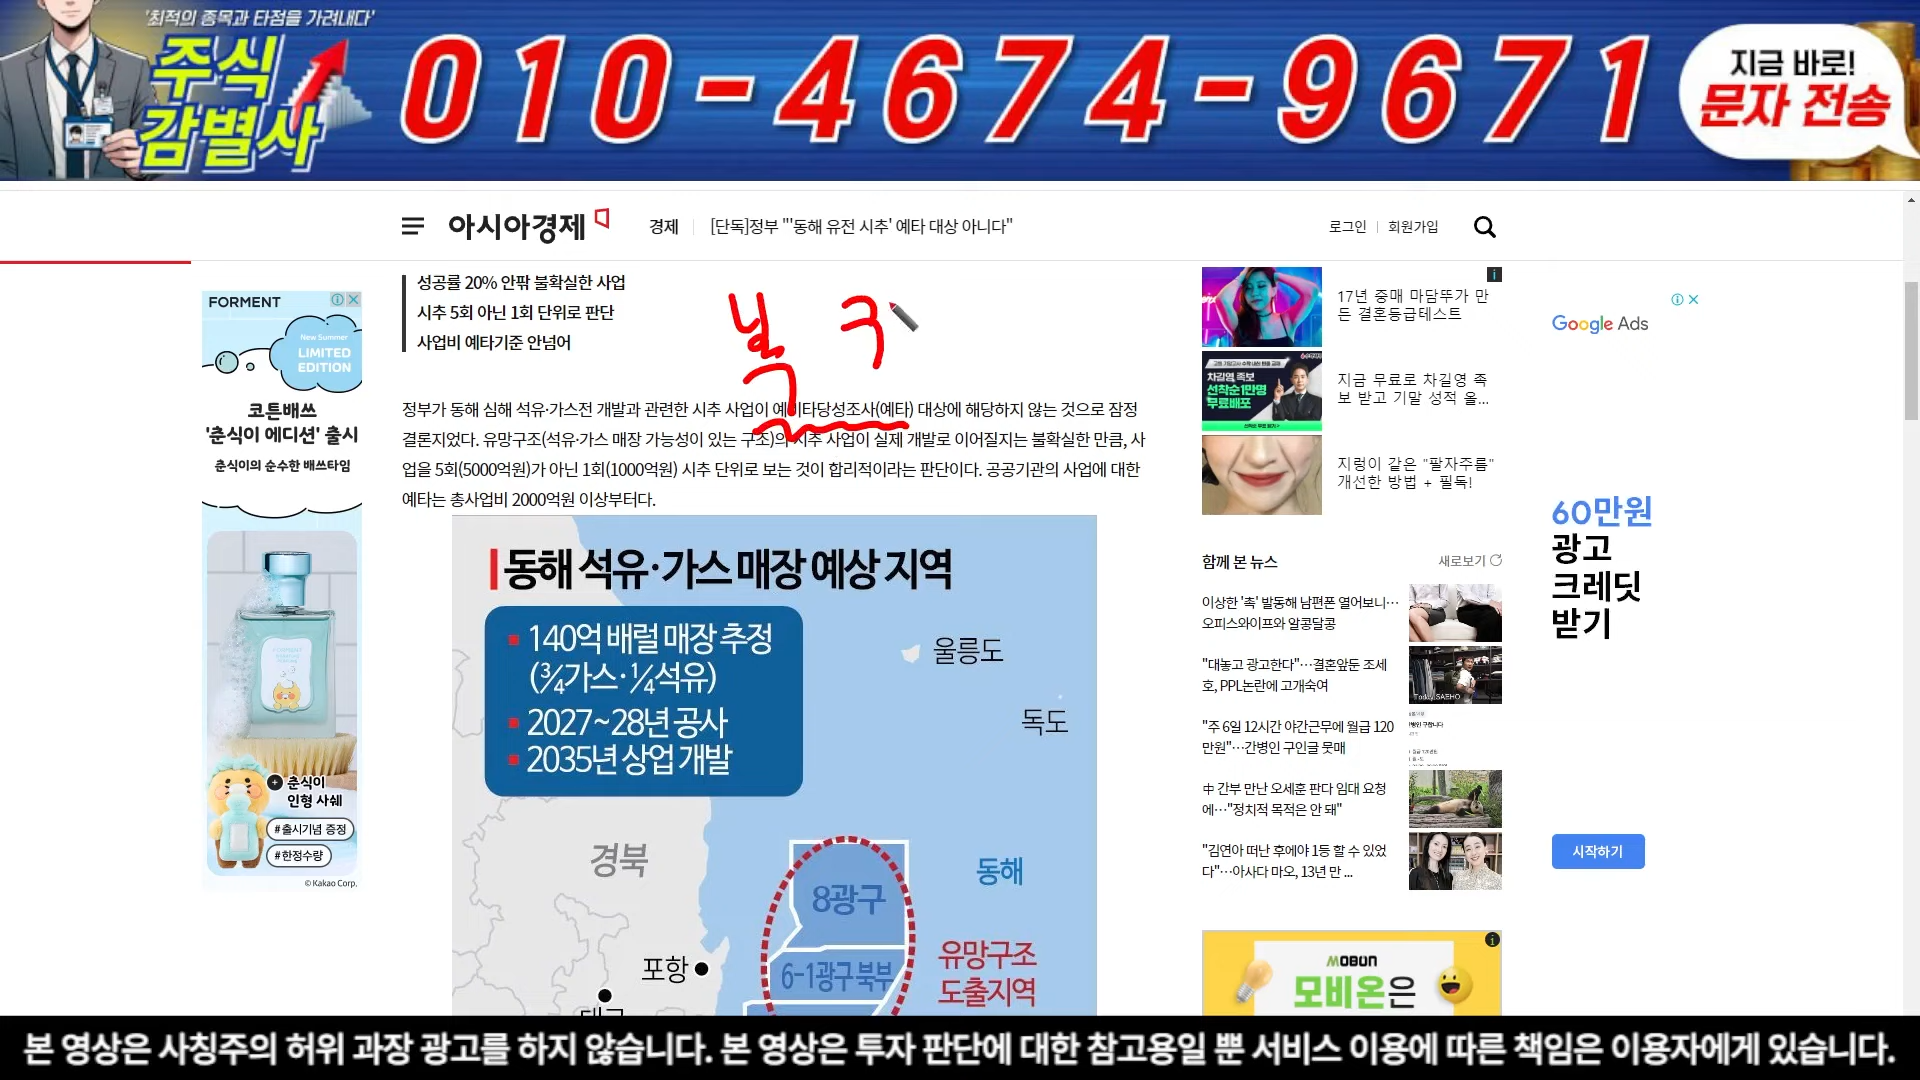 '최적의 종목과 타점을 가려내다'
주식
감별사
010-4674-9671
지금 바로!
문자 전송
아시아경제
경제
[단독]정부 "'동해 유전 시추' 예타 대상 아니다"
로그인
회원가입
성공률 20% 안팎 불확실한 사업
시추 5회 아닌 1회 단위로 판단
사업비 예타기준 안넘어
북 구
정부가 동해 심해 석유·가스전 개발과 관련한 시추 사업이 예비타당성조사(예타) 대상에 해당하지 않는 것으로 잠정
결론지었다. 유망구조(석유·가스 매장 가능성이 있는 구조)의 시추 사업이 실제 개발로 이어질지는 불확실한 만큼, 사
업을 5회(5000억원)가 아닌 1회(1000억원) 시추 단위로 보는 것이 합리적이라는 판단이다. 공공기관의 사업에 대한
예타는 총사업비 2000억원 이상부터다.
동해 석유·가스 매장 예상 지역
140억 배럴 매장 추정
(¾가스·¼석유)
2027~28년 공사
2035년 상업 개발
울릉도
독도
경북
동해
8광구
6-1광구 북부
포항
유망구조
도출지역
FORMENT
New Summer
LIMITED
EDITION
코튼배쓰
'춘식이 에디션' 출시
춘식이의 순수한 배쓰타임
춘식이
인형 사쉐
#출시기념 증정
#한정수량
© Kakao Corp.
17년 중매 마담뚜가 만
든 결혼등급테스트
차길영 족보
선착순1만명
무료배포
지금 무료로 차길영 족
보 받고 기말 성적 올...
지렁이 같은 "팔자주름"
개선한 방법 + 필독!
함께 본 뉴스
새로보기
이상한 '촉' 발동해 남편폰 열어보니…
오피스와이프와 알콩달콩
"대놓고 광고한다"…결혼앞둔 조세
호, PPL논란에 고개숙여
Today SAEHO
"주 6일 12시간 야간근무에 월급 120
만원"…간병인 구인글 뭇매
中 간부 만난 오세훈 판다 임대 요청
에…"정치적 목적은 안 돼"
"김연아 떠난 후에야 1등 할 수 있었
다"…아사다 마오, 13년 만 ...
MOBON
모비온은
Google Ads
60만원
광고
크레딧
받기
시작하기
본 영상은 사칭주의 허위 과장 광고를 하지 않습니다. 본 영상은 투자 판단에 대한 참고용일 뿐 서비스 이용에 따른 책임은 이용자에게 있습니다.